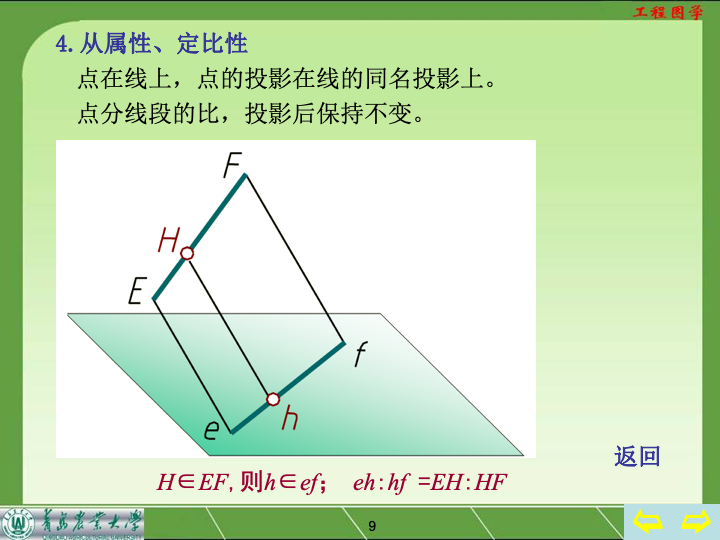 工程图学
4.从属性、定比性
点在线上，点的投影在线的同名投影上。
点分线段的比，投影后保持不变。
F
H
E
f
e
h
返回
H∈EF,则h∈ef； eh:hf =EH:HF
青岛农业大学
9